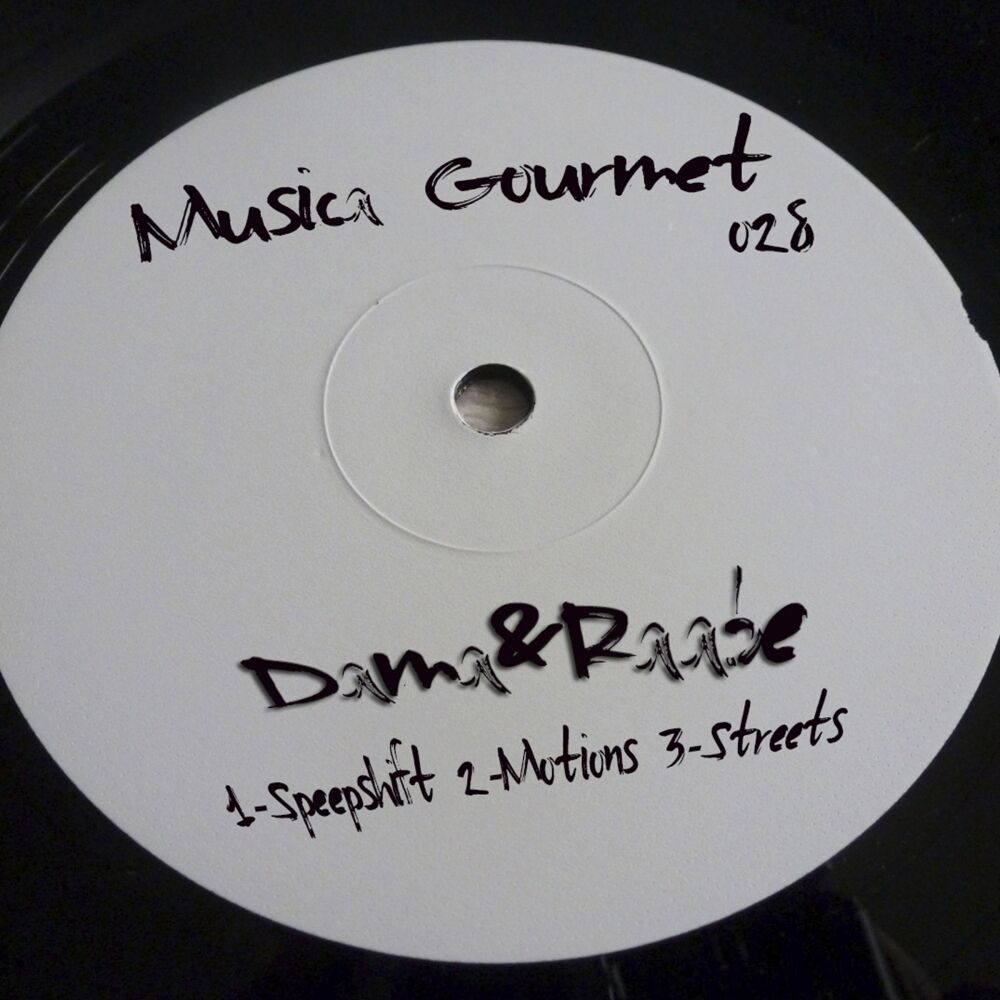 Musica Gourmet
028
Dama&Raabe
1-Speepshift 2-Motions 3-Streets